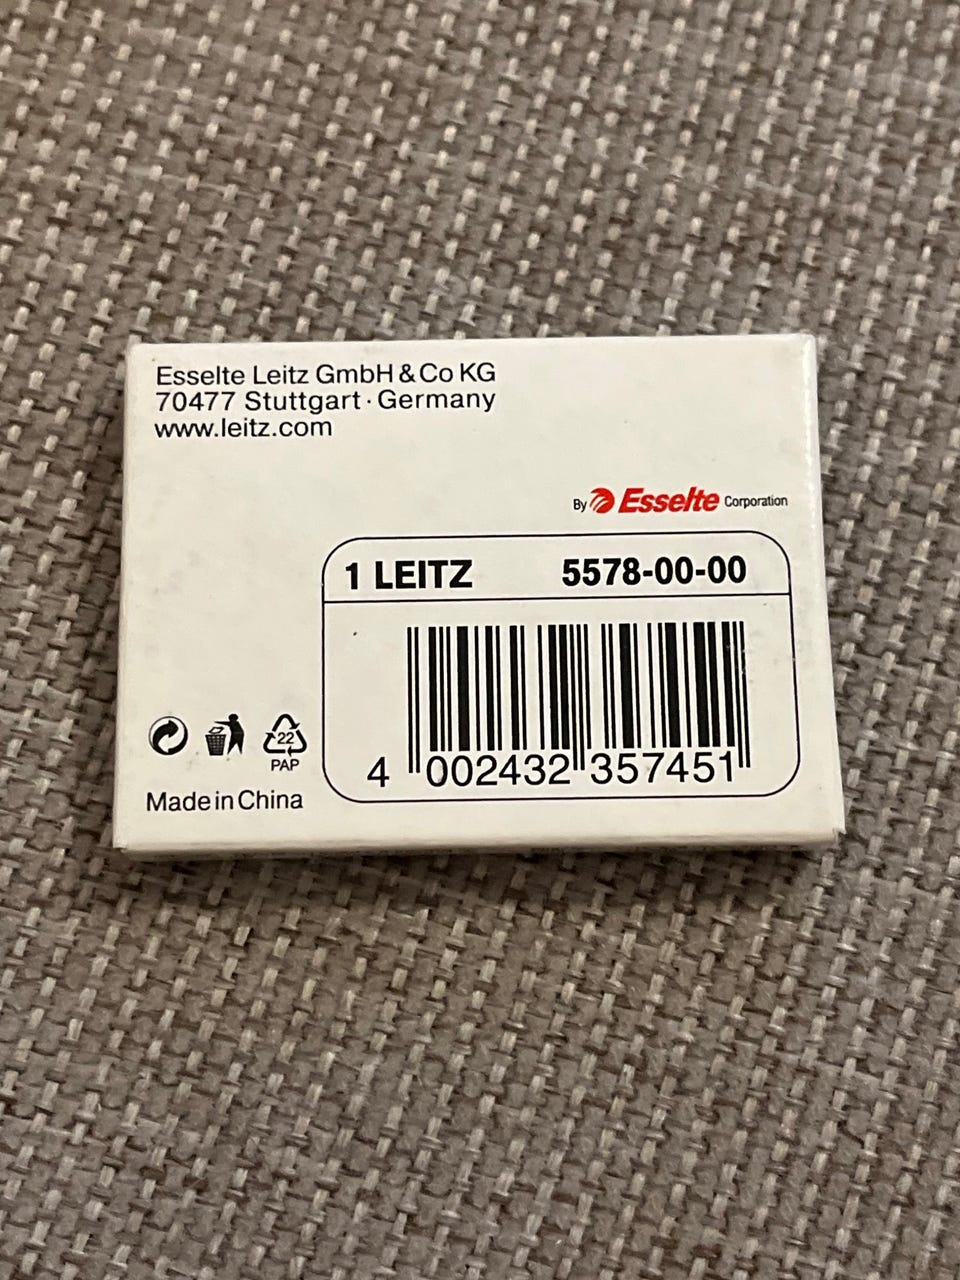 Esselte Leitz GmbH & Co KG
70477 Stuttgart · Germany
www.leitz.com
By Esselte Corporation
1 LEITZ 5578-00-00
4 002432 357451
22
PAP
Made in China